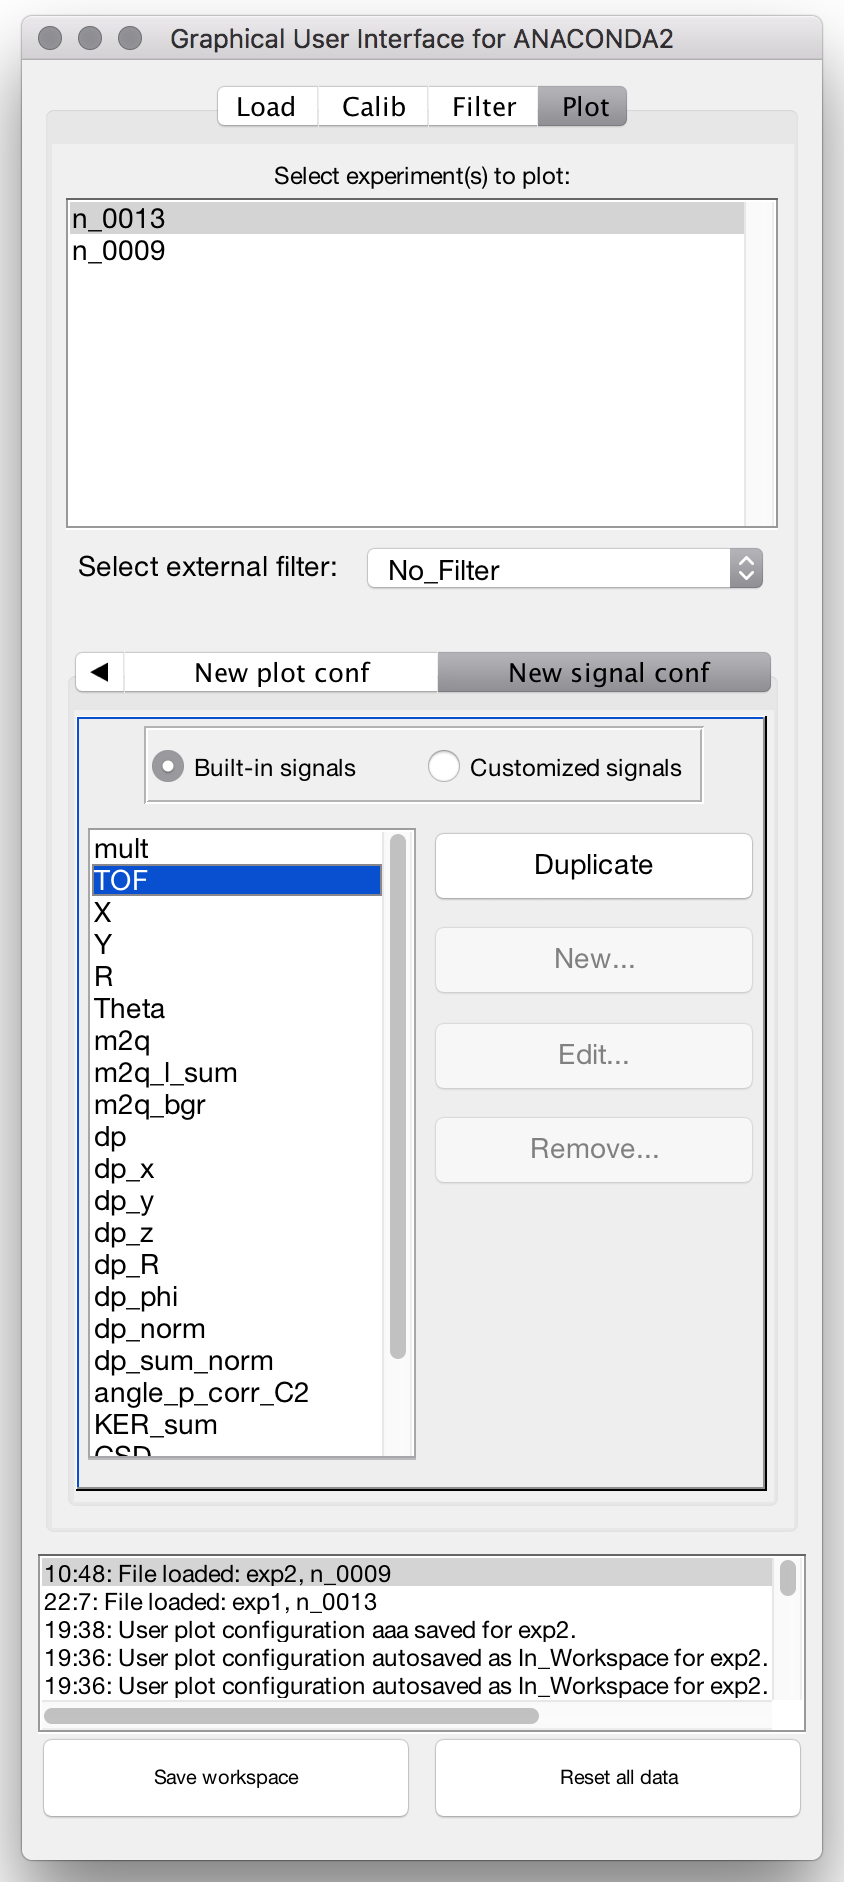 Graphical User Interface for ANACONDA2
Load Calib Filter Plot
Select experiment(s) to plot:
n_0013
n_0009
Select external filter: No_Filter
New plot conf New signal conf
Built-in signals Customized signals
mult
TOF
X
Y
R
Theta
m2q
m2q_l_sum
m2q_bgr
dp
dp_x
dp_y
dp_z
dp_R
dp_phi
dp_norm
dp_sum_norm
angle_p_corr_C2
KER_sum
CSD
Duplicate
New...
Edit...
Remove...
10:48: File loaded: exp2, n_0009
22:7: File loaded: exp1, n_0013
19:38: User plot configuration aaa saved for exp2.
19:36: User plot configuration autosaved as In_Workspace for exp2.
19:36: User plot configuration autosaved as In_Workspace for exp2.
Save workspace Reset all data